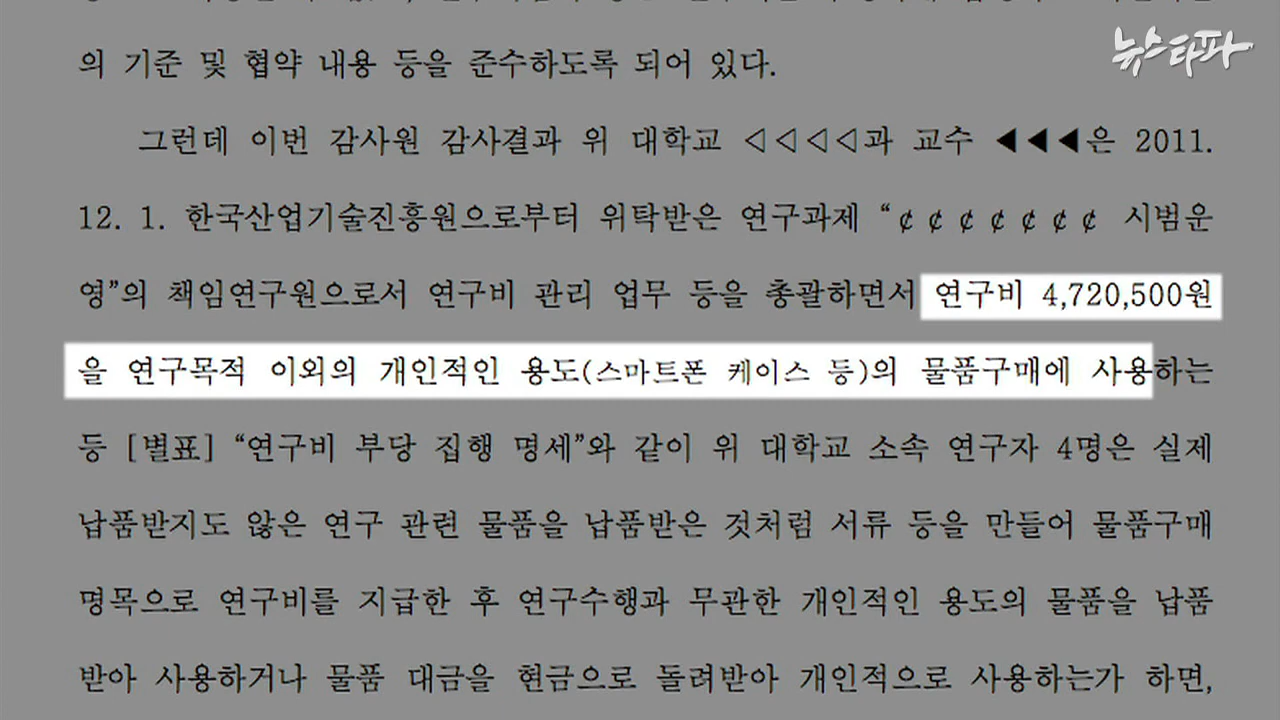 뉴스타파
의 기준 및 협약 내용 등을 준수하도록 되어 있다.
그런데 이번 감사원 감사결과 위 대학교 ◁◁◁◁과 교수 ◀◀◀은 2011.
12. 1. 한국산업기술진흥원으로부터 위탁받은 연구과제 “¢¢¢¢¢¢¢ 시범운
영”의 책임연구원으로서 연구비 관리 업무 등을 총괄하면서 연구비 4,720,500원
을 연구목적 이외의 개인적인 용도(스마트폰 케이스 등)의 물품구매에 사용하는
등 [별표] “연구비 부당 집행 명세”와 같이 위 대학교 소속 연구자 4명은 실제
납품받지도 않은 연구 관련 물품을 납품받은 것처럼 서류 등을 만들어 물품구매
명목으로 연구비를 지급한 후 연구수행과 무관한 개인적인 용도의 물품을 납품
받아 사용하거나 물품 대금을 현금으로 돌려받아 개인적으로 사용하는가 하면,